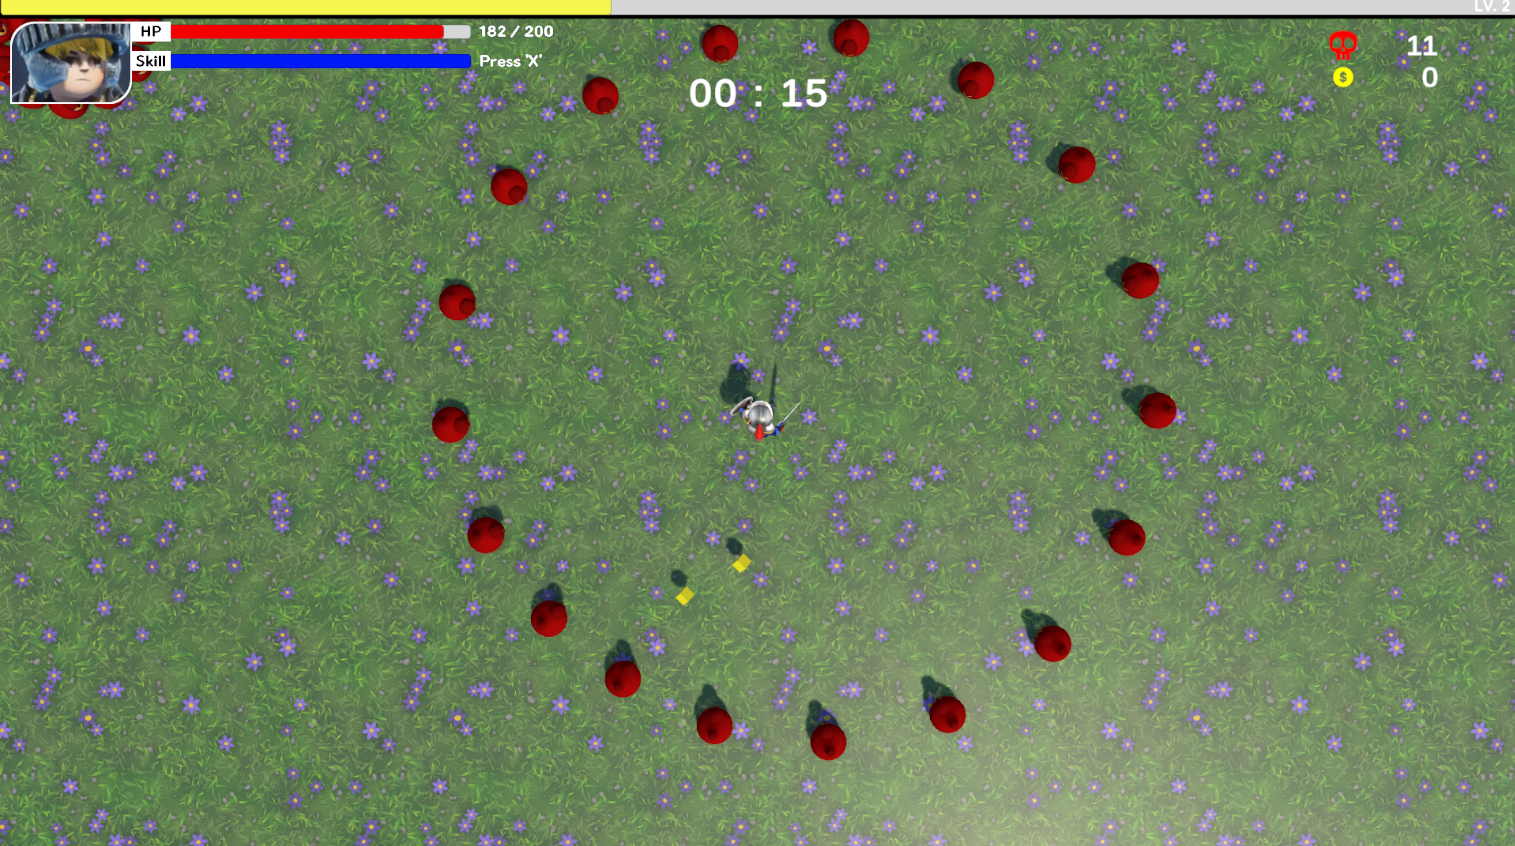 LV. 2
HP 182 / 200
Skill Press 'X'
11
$ 0
00 : 15